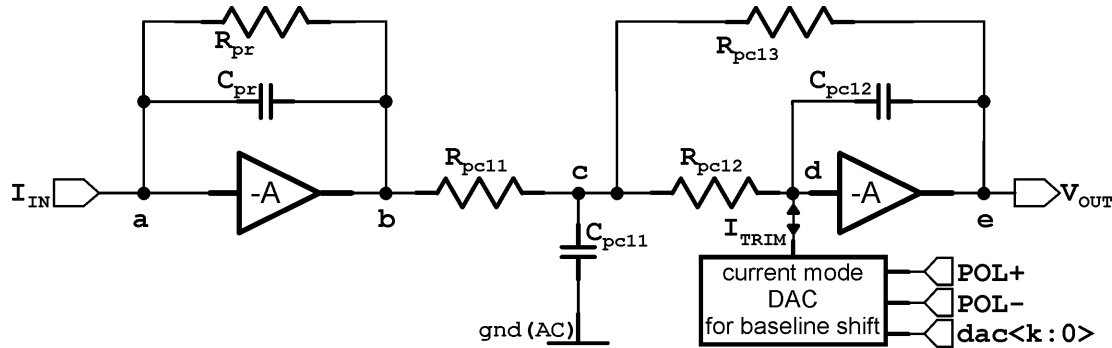 R_pr
R_pc13
C_pr
C_pc12
R_pc11
R_pc12
c
d
I_IN
-A
-A
V_OUT
a
b
e
C_pc11
I_TRIM
current mode
DAC
for baseline shift
POL+
POL-
dac<k:0>
gnd(AC)